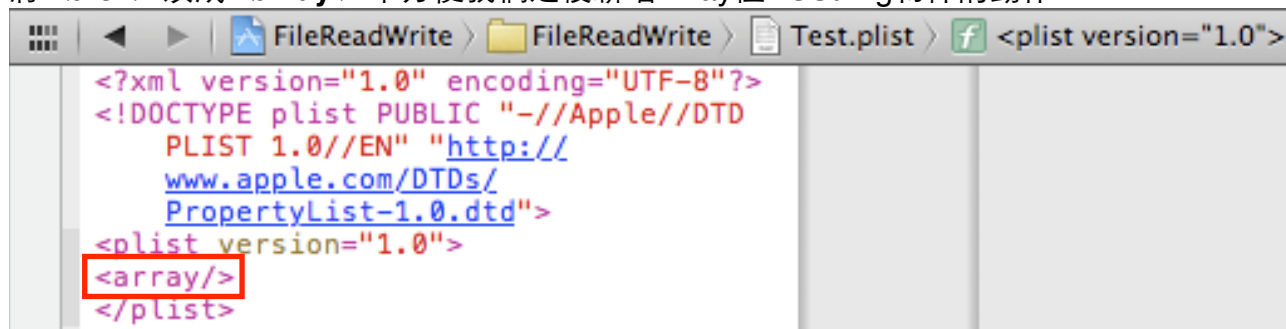 FileReadWrite 〉 FileReadWrite 〉 Test.plist 〉 <plist version="1.0">
<?xml version="1.0" encoding="UTF-8"?>
<!DOCTYPE plist PUBLIC "-//Apple//DTD
PLIST 1.0//EN" "http://
www.apple.com/DTDs/
PropertyList-1.0.dtd">
<plist version="1.0">
<array/>
</plist>